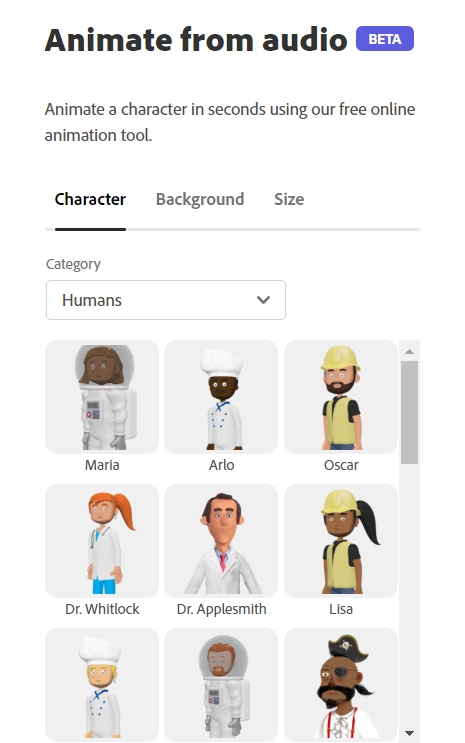 Animate from audio BETA
Animate a character in seconds using our free online
animation tool.
Character Background Size
Category
Humans
Maria Arlo Oscar
Dr. Whitlock Dr. Applesmith Lisa